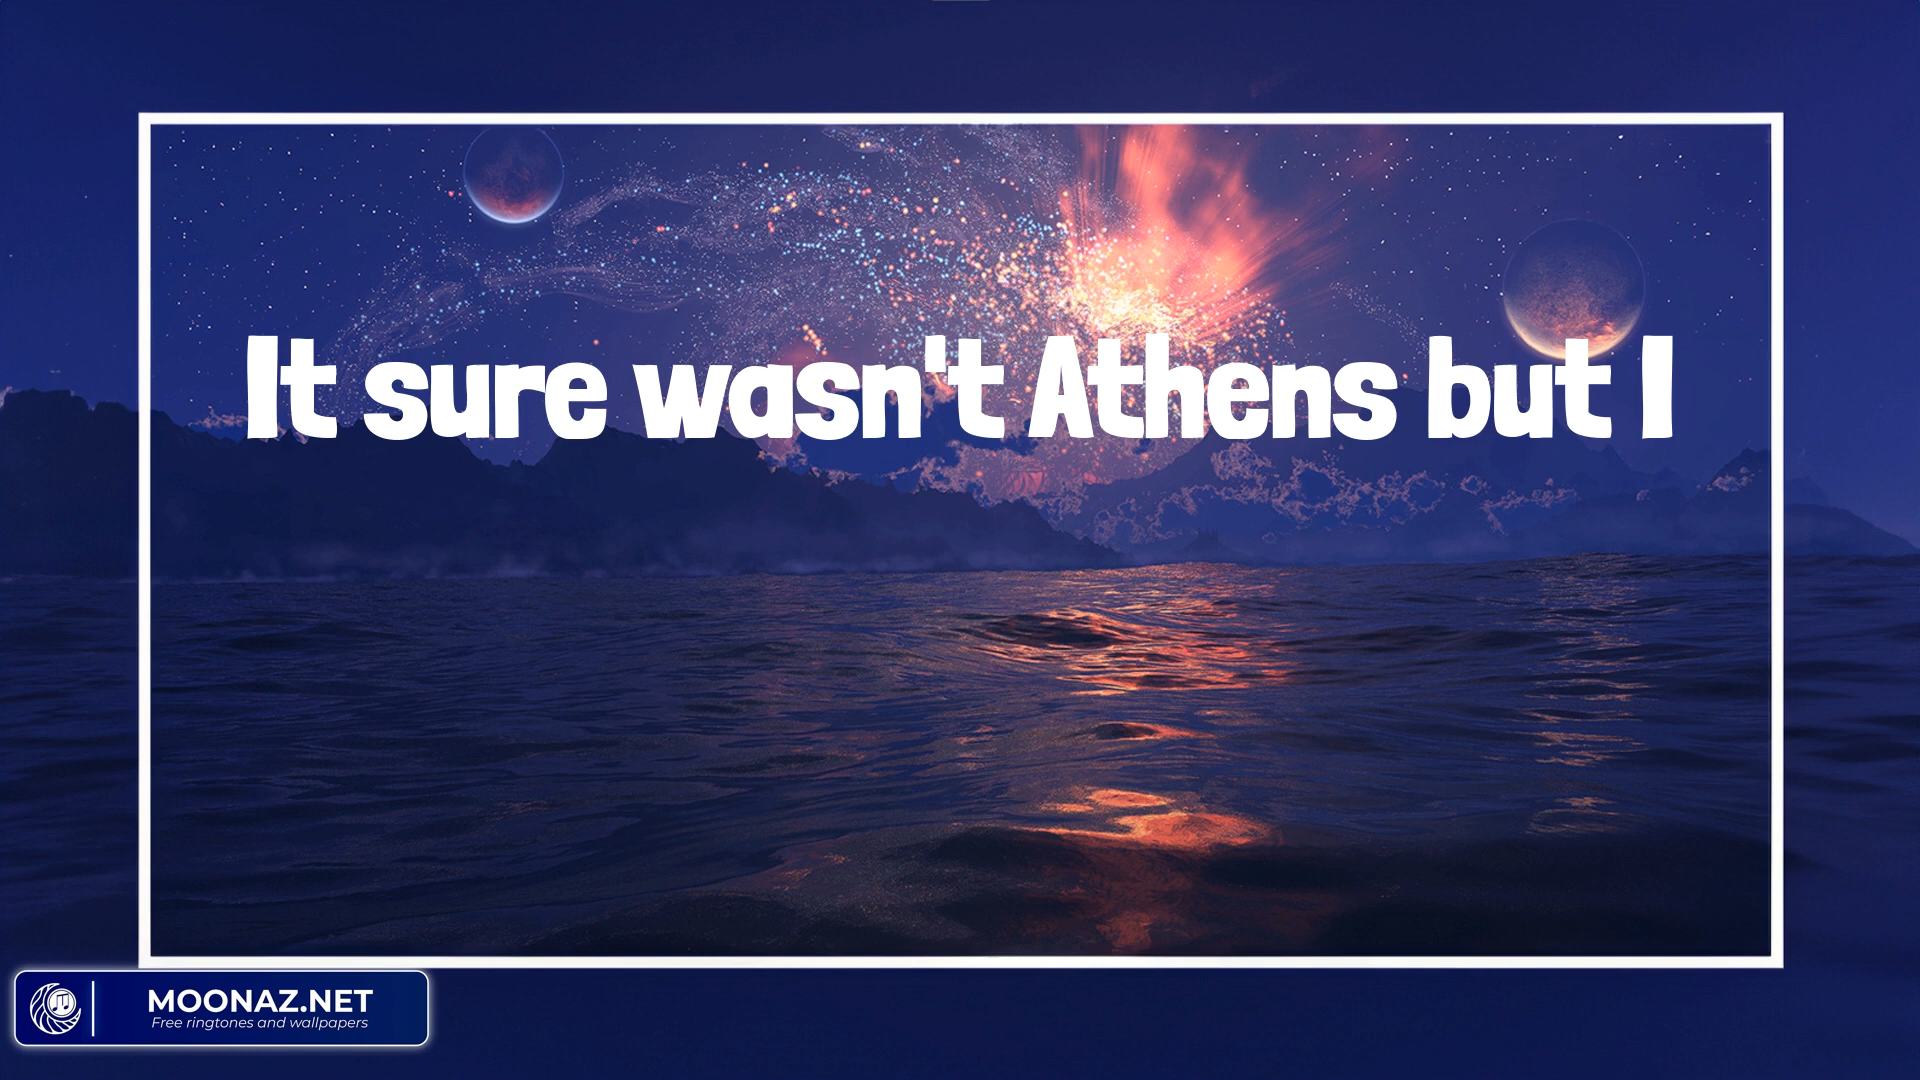 It sure wasn't Athens but I
MOONAZ.NET
Free ringtones and wallpapers